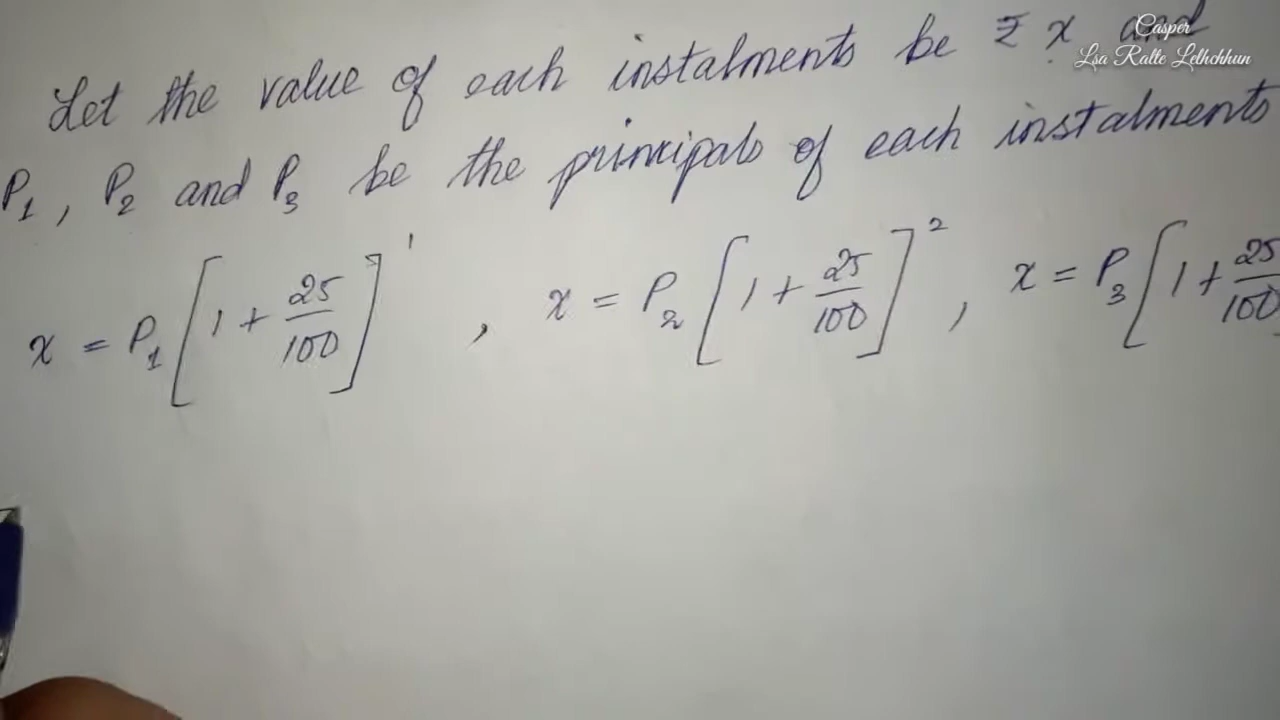 Casper
Lsa Ralte Lelhchhun
Let the value of each instalments be ₹ x and
P₁, P₂ and P₃ be the principals of each instalments
x = P₁ [1 + 25/100]¹ , x = P₂ [1 + 25/100]² , x = P₃ [1 + 25/100